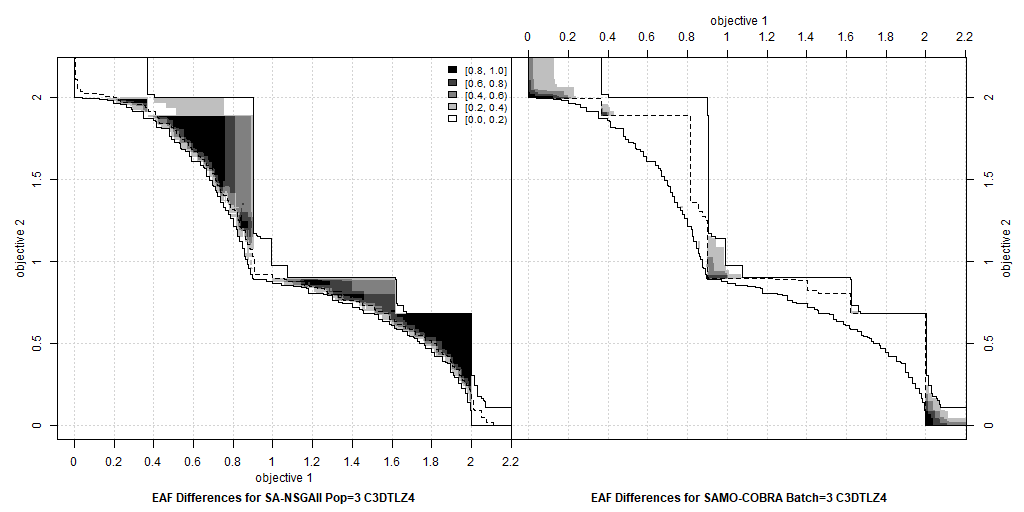 objective 1
0 0.2 0.4 0.6 0.8 1 1.2 1.4 1.6 1.8 2 2.2
[0.8, 1.0]
[0.6, 0.8)
[0.4, 0.6)
[0.2, 0.4)
[0.0, 0.2)
2
1.5
1
0.5
0
objective 2
2
1.5
1
0.5
0
objective 2
0 0.2 0.4 0.6 0.8 1 1.2 1.4 1.6 1.8 2 2.2
objective 1
EAF Differences for SA-NSGAII Pop=3 C3DTLZ4
EAF Differences for SAMO-COBRA Batch=3 C3DTLZ4